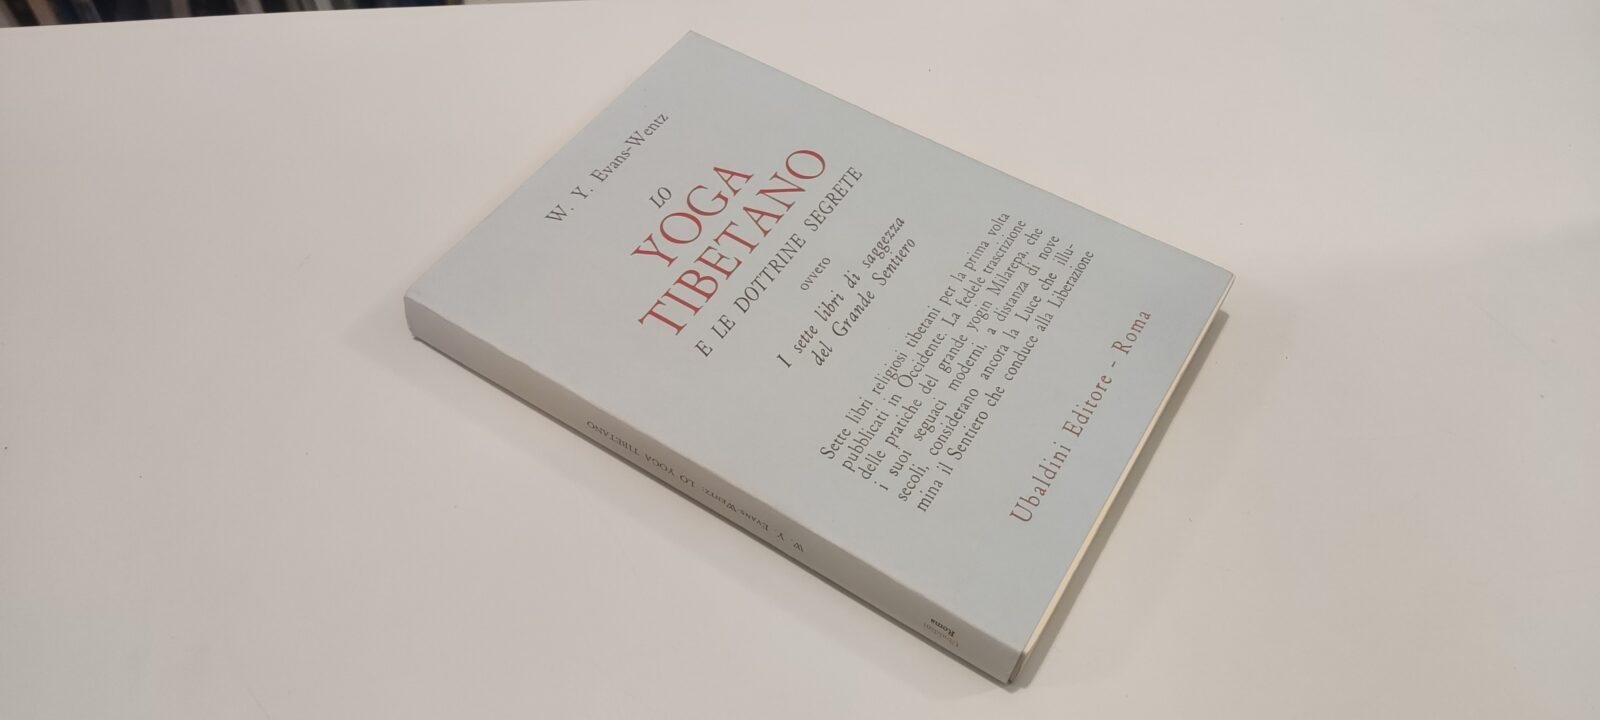 W. Y. Evans-Wentz
LO
YOGA
TIBETANO
E LE DOTTRINE SEGRETE
ovvero
I sette libri di saggezza
del Grande Sentiero
Sette libri religiosi tibetani per la prima volta
pubblicati in Occidente. La fedele trascrizione
delle pratiche del grande yogin Milarepa, che
i suoi seguaci moderni, a distanza di nove
secoli, considerano ancora la Luce che illu-
mina il Sentiero che conduce alla Liberazione
Ubaldini Editore - Roma
W. Y. EVANS-WENTZ: LO YOGA TIBETANO
Ubaldini
Roma